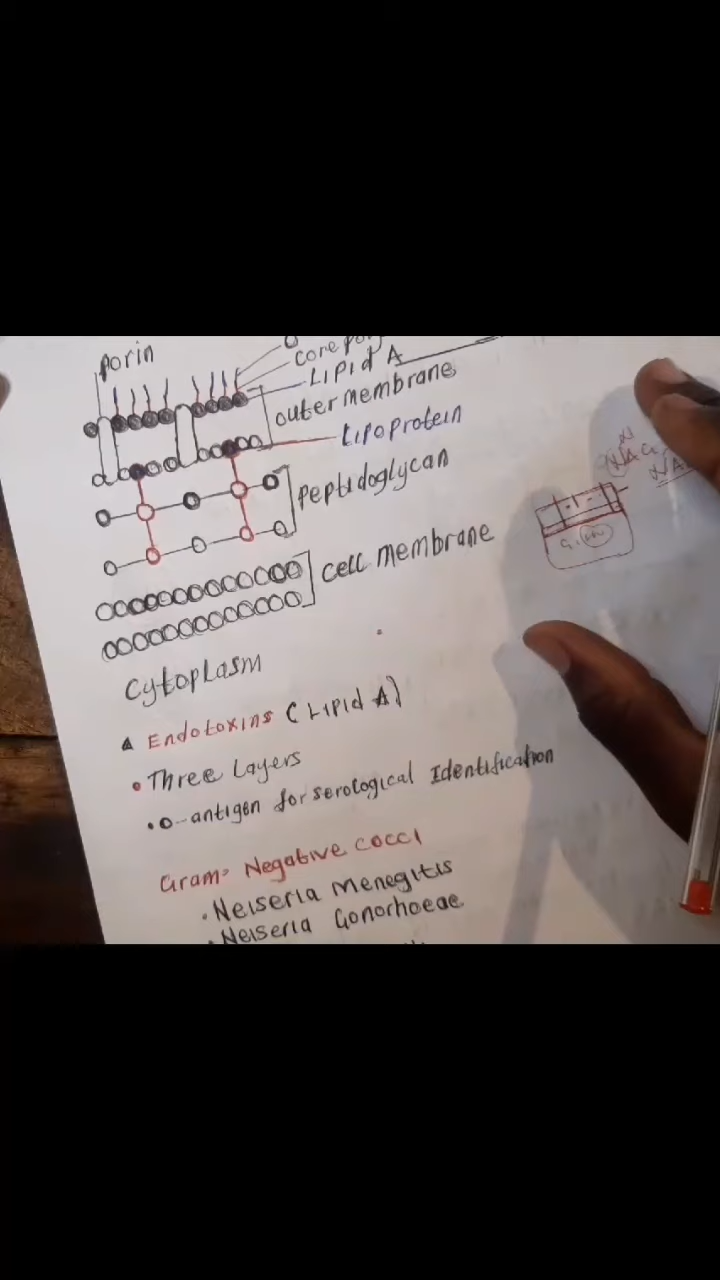 Porin
core
Lipid A
outer membrane
Lipoprotein
peptidoglycan
cell membrane
Cytoplasm
Endotoxins (Lipid A)
• Three Layers
• O-antigen for serological Identification
Gram- Negative cocci
• Neiseria Menegitis
• Neiseria Gonorhoeae